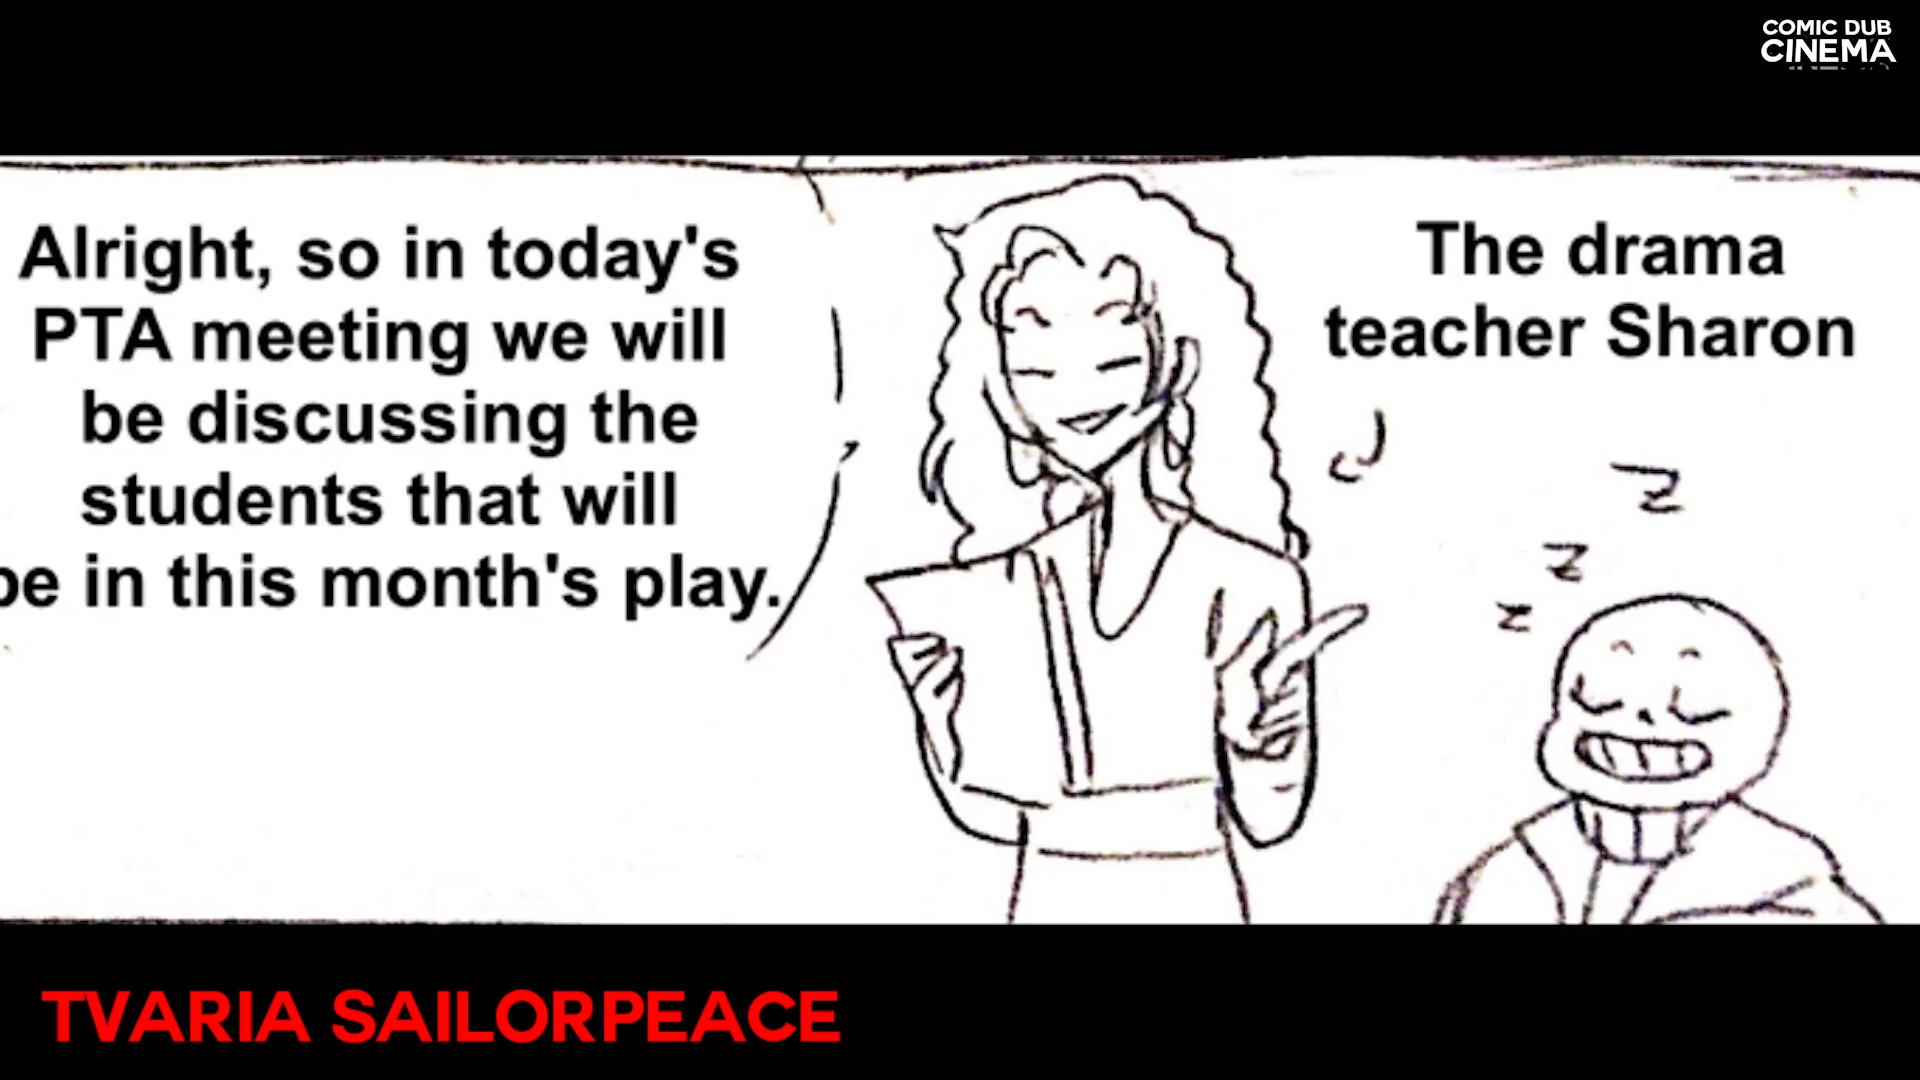 COMIC DUB
CINEMA
Alright, so in today's
PTA meeting we will
be discussing the
students that will
be in this month's play.
The drama
teacher Sharon
z
z
z
TVARIA SAILORPEACE